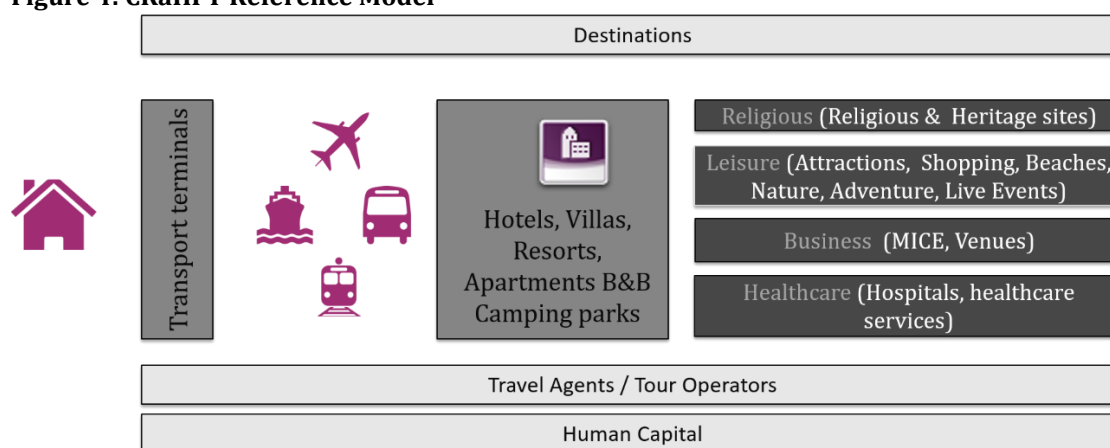 Destinations
Transport terminals
Hotels, Villas,
Resorts,
Apartments B&B
Camping parks
Religious (Religious & Heritage sites)
Leisure (Attractions, Shopping, Beaches,
Nature, Adventure, Live Events)
Business (MICE, Venues)
Healthcare (Hospitals, healthcare
services)
Travel Agents / Tour Operators
Human Capital